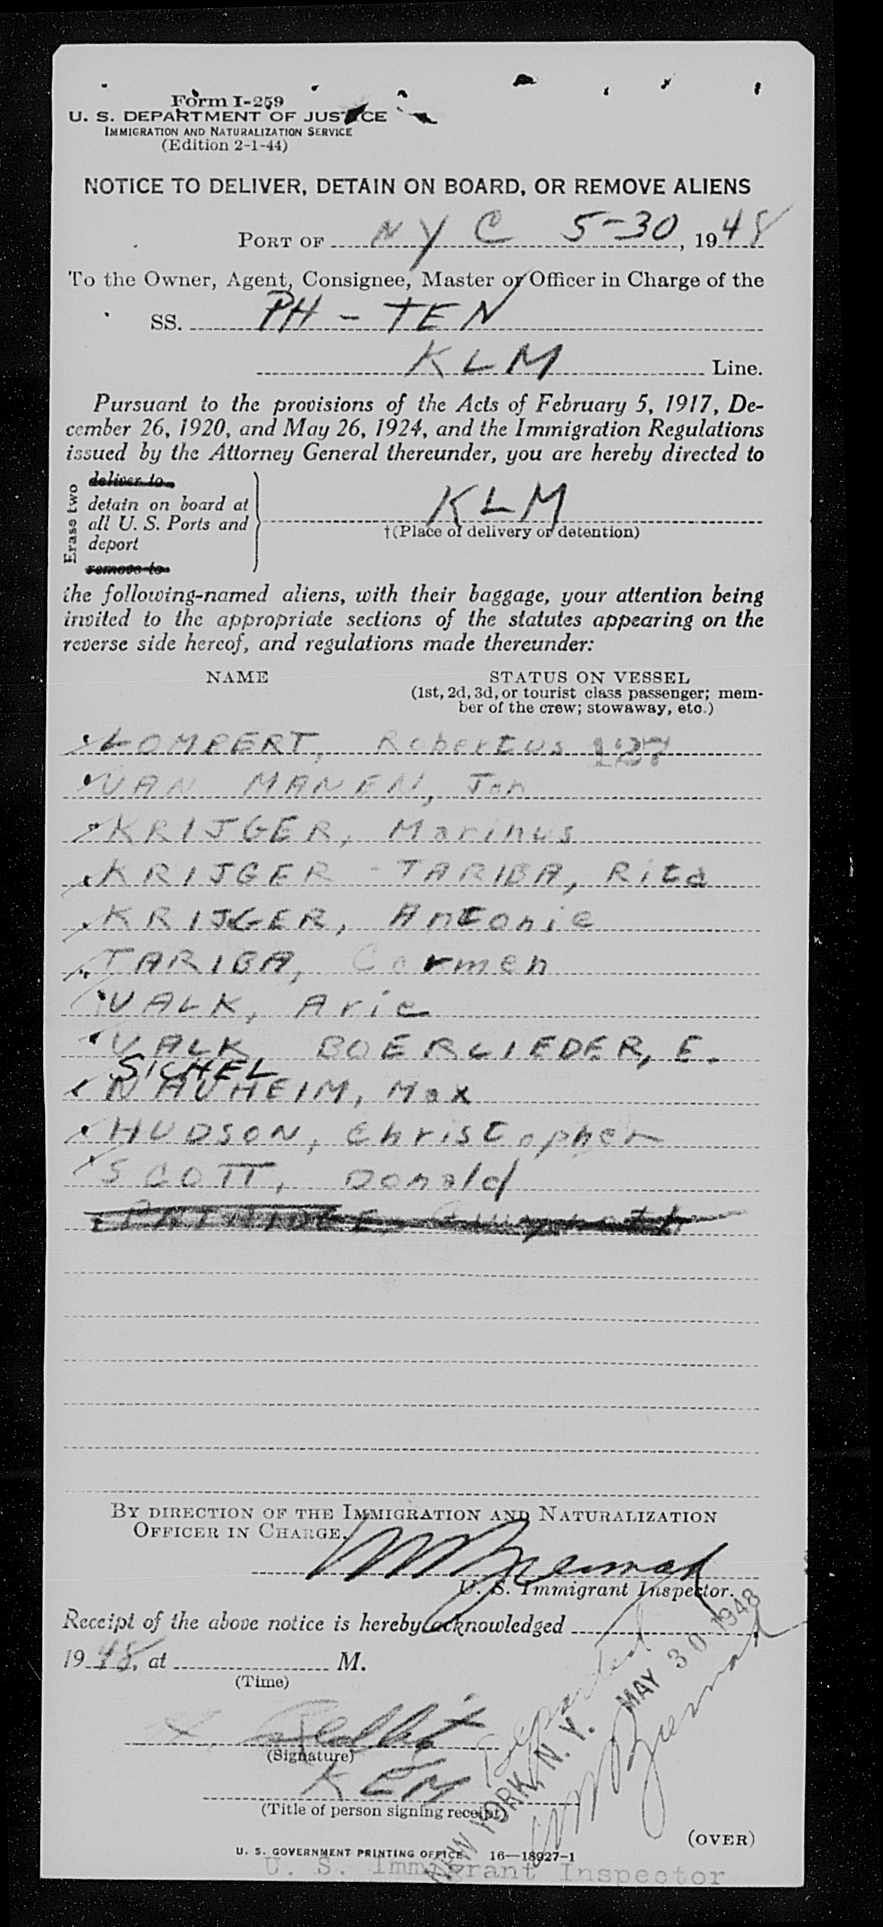 Form I-259
U. S. DEPARTMENT OF JUSTICE
IMMIGRATION AND NATURALIZATION SERVICE
(Edition 2-1-44)
NOTICE TO DELIVER, DETAIN ON BOARD, OR REMOVE ALIENS
PORT OF NYC 5-30, 1948
To the Owner, Agent, Consignee, Master or Officer in Charge of the
SS. PH - TEN
KLM Line.
Pursuant to the provisions of the Acts of February 5, 1917, De-
cember 26, 1920, and May 26, 1924, and the Immigration Regulations
issued by the Attorney General thereunder, you are hereby directed to
Erase two
deliver to
detain on board at
all U. S. Ports and
deport
remove to
KLM
†(Place of delivery or detention)
the following-named aliens, with their baggage, your attention being
invited to the appropriate sections of the statutes appearing on the
reverse side hereof, and regulations made thereunder:
NAME STATUS ON VESSEL
(1st, 2d, 3d, or tourist class passenger; mem-
ber of the crew; stowaway, etc.)
LOMPERT, Robertus
VAN MANEN, Jan
KRIJGER, Marinus
KRIJGER - TARIBA, Rita
KRIJGER, Antonie
TARIBA, Carmen
VALK, Arie
VALK BOERLIEDER, E.
SICHEL
NAUHEIM, Max
HUDSON, Christopher
SCOTT, Donald
BY DIRECTION OF THE IMMIGRATION AND NATURALIZATION
OFFICER IN CHARGE.
U. S. Immigrant Inspector.
Receipt of the above notice is hereby acknowledged
1948, at M.
(Time)
(Signature)
KLM
(Title of person signing receipt)
Departed
NEW YORK, N. Y. MAY 30 1948
(OVER)
U. S. GOVERNMENT PRINTING OFFICE 16—18927-1
U. S. Immigrant Inspector